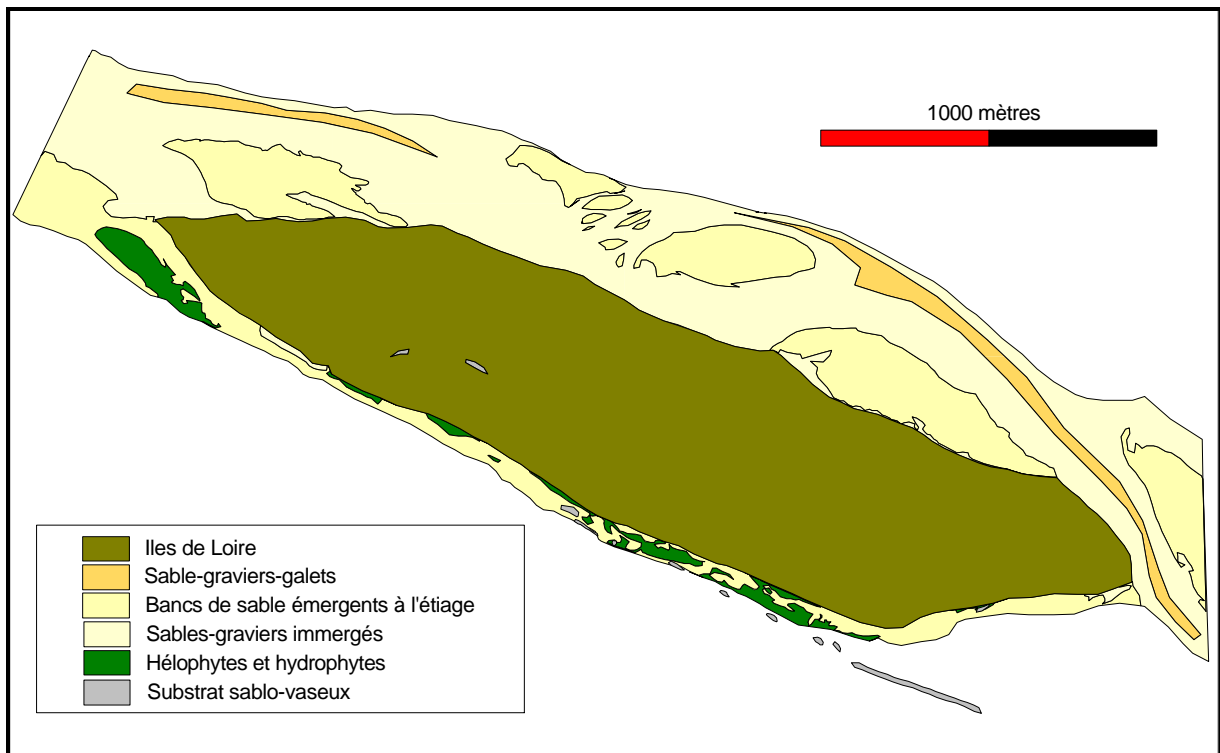 1000 mètres
Iles de Loire
Sable-graviers-galets
Bancs de sable émergents à l'étiage
Sables-graviers immergés
Hélophytes et hydrophytes
Substrat sablo-vaseux